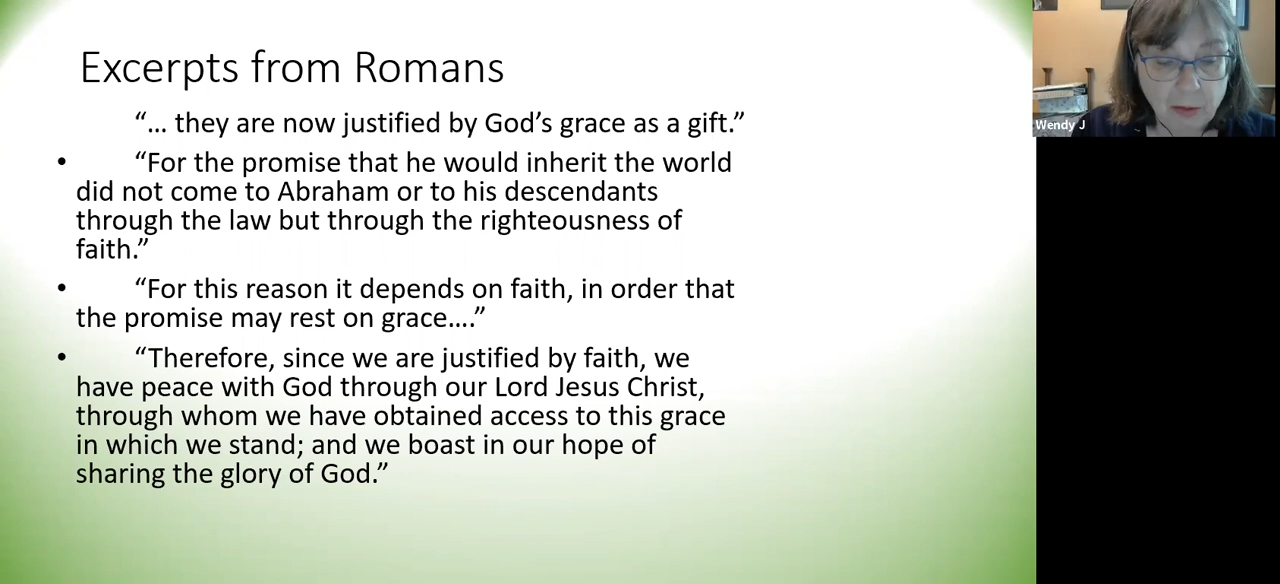 Excerpts from Romans
“... they are now justified by God’s grace as a gift.”
• “For the promise that he would inherit the world
did not come to Abraham or to his descendants
through the law but through the righteousness of
faith.”
• “For this reason it depends on faith, in order that
the promise may rest on grace....”
• “Therefore, since we are justified by faith, we
have peace with God through our Lord Jesus Christ,
through whom we have obtained access to this grace
in which we stand; and we boast in our hope of
sharing the glory of God.”
Wendy J